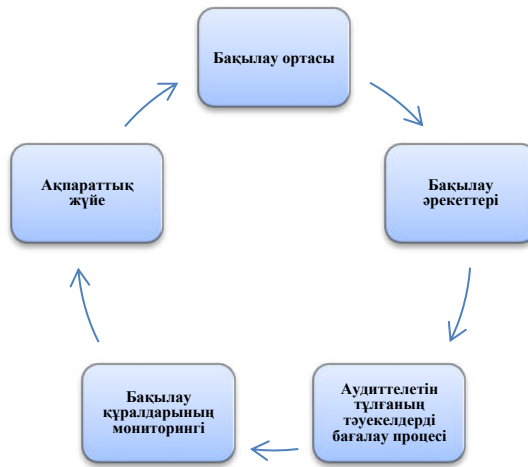 Бақылау ортасы
Бақылау
әрекеттері
Аудиттелетін
тұлғаның
тәуекелдерді
бағалау процесі
Бақылау
құралдарының
мониторингі
Ақпараттық
жүйе